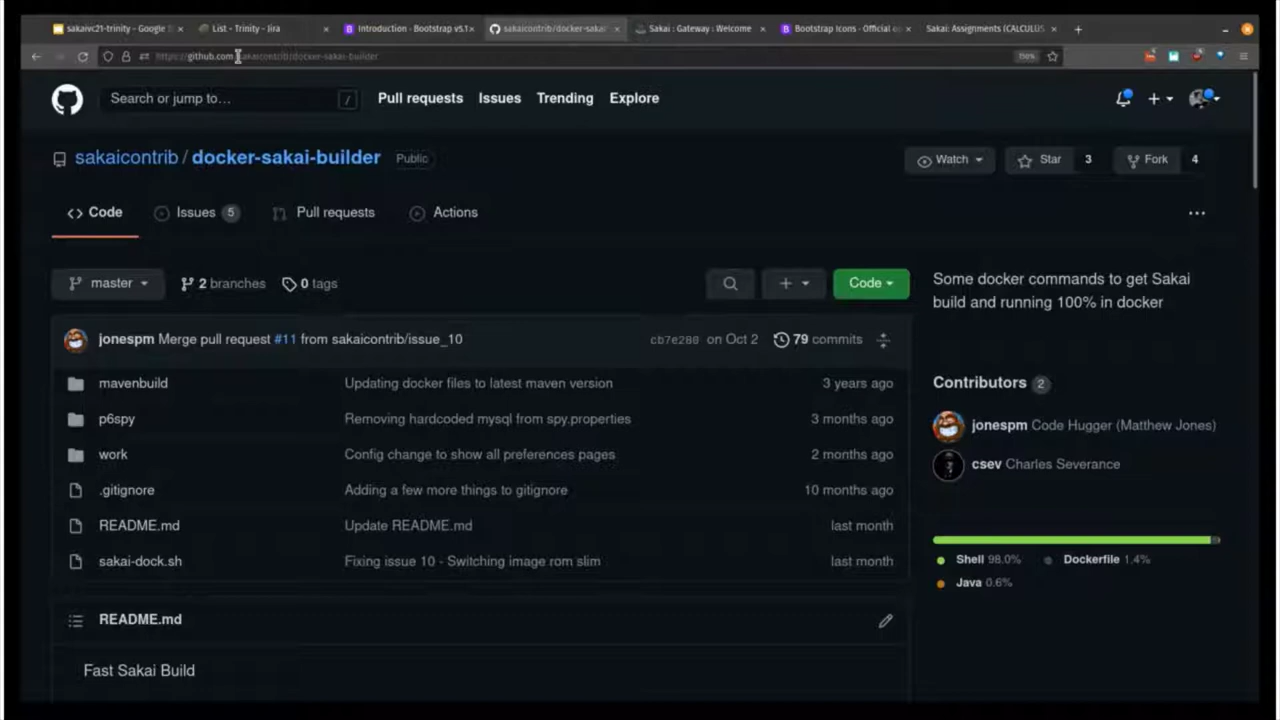 sakaivc21-trinity - Google S × List - Trinity - Jira × Introduction · Bootstrap v5.1 × sakaicontrib/docker-sakai × Sakai : Gateway : Welcome × Bootstrap Icons · Official o × Sakai: Assignments (CALCULUS × +
https://github.com/sakaicontrib/docker-sakai-builder 150%
Search or jump to… / Pull requests Issues Trending Explore
sakaicontrib / docker-sakai-builder Public Watch Star 3 Fork 4
<> Code Issues 5 Pull requests Actions
master 2 branches 0 tags + Code
jonespm Merge pull request #11 from sakaicontrib/issue_10 cb7e280 on Oct 2 79 commits
mavenbuild Updating docker files to latest maven version 3 years ago
p6spy Removing hardcoded mysql from spy.properties 3 months ago
work Config change to show all preferences pages 2 months ago
.gitignore Adding a few more things to gitignore 10 months ago
README.md Update README.md last month
sakai-dock.sh Fixing issue 10 - Switching image rom slim last month
README.md
Fast Sakai Build
Some docker commands to get Sakai
build and running 100% in docker
Contributors 2
jonespm Code Hugger (Matthew Jones)
csev Charles Severance
Shell 98.0% Dockerfile 1.4%
Java 0.6%